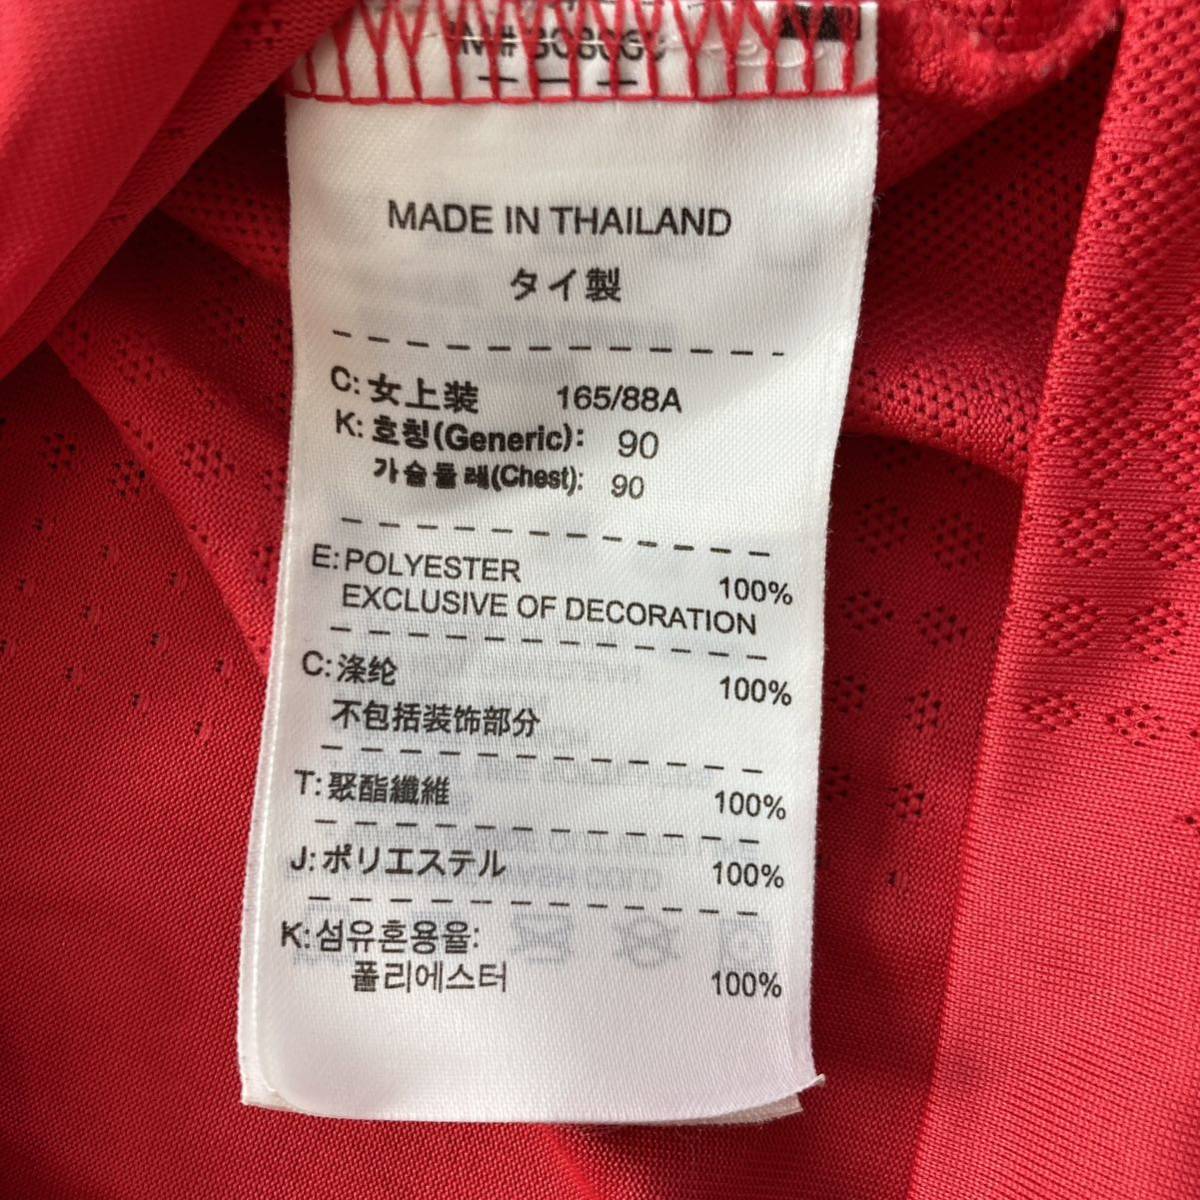 MADE IN THAILAND
タイ製
C: 女上装 165/88A
K: 호칭(Generic): 90
가슴둘레(Chest): 90
E: POLYESTER 100%
EXCLUSIVE OF DECORATION
C: 涤纶 100%
不包括装饰部分
T: 聚酯纖維 100%
J: ポリエステル 100%
K: 섬유혼용율:
폴리에스터 100%